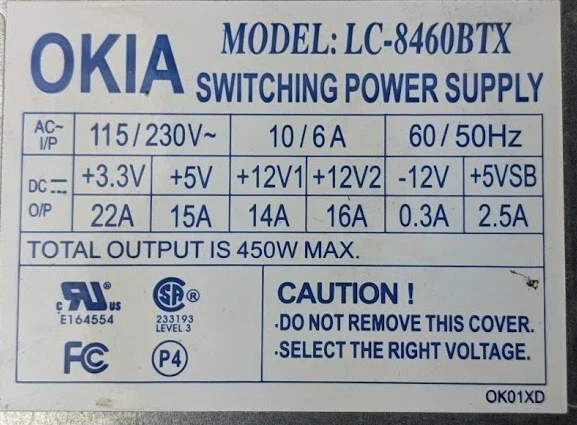 OKIA
MODEL: LC-8460BTX
SWITCHING POWER SUPPLY
AC~ I/P 115/230V~ 10/6A 60/50Hz
DC +3.3V +5V +12V1 +12V2 -12V +5VSB
O/P 22A 15A 14A 16A 0.3A 2.5A
TOTAL OUTPUT IS 450W MAX.
c RU ® US
E164554
SA ®
233193
LEVEL 3
FC
P4
CAUTION !
·DO NOT REMOVE THIS COVER.
·SELECT THE RIGHT VOLTAGE.
OK01XD